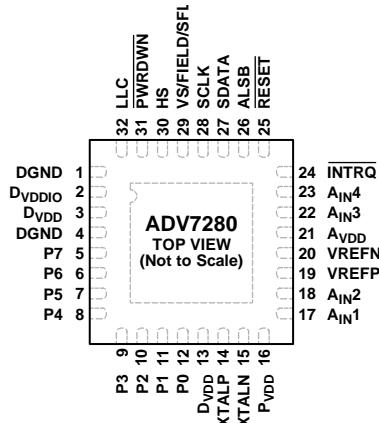 32 LLC
31 PWRDWN
30 HS
29 VS/FIELD/SFL
28 SCLK
27 SDATA
26 ALSB
25 RESET
DGND 1
DVDDIO 2
DVDD 3
DGND 4
P7 5
P6 6
P5 7
P4 8
ADV7280
TOP VIEW
(Not to Scale)
24 INTRQ
23 AIN4
22 AIN3
21 AVDD
20 VREFN
19 VREFP
18 AIN2
17 AIN1
P3 9
P2 10
P1 11
P0 12
DVDD 13
XTALP 14
XTALN 15
PVDD 16